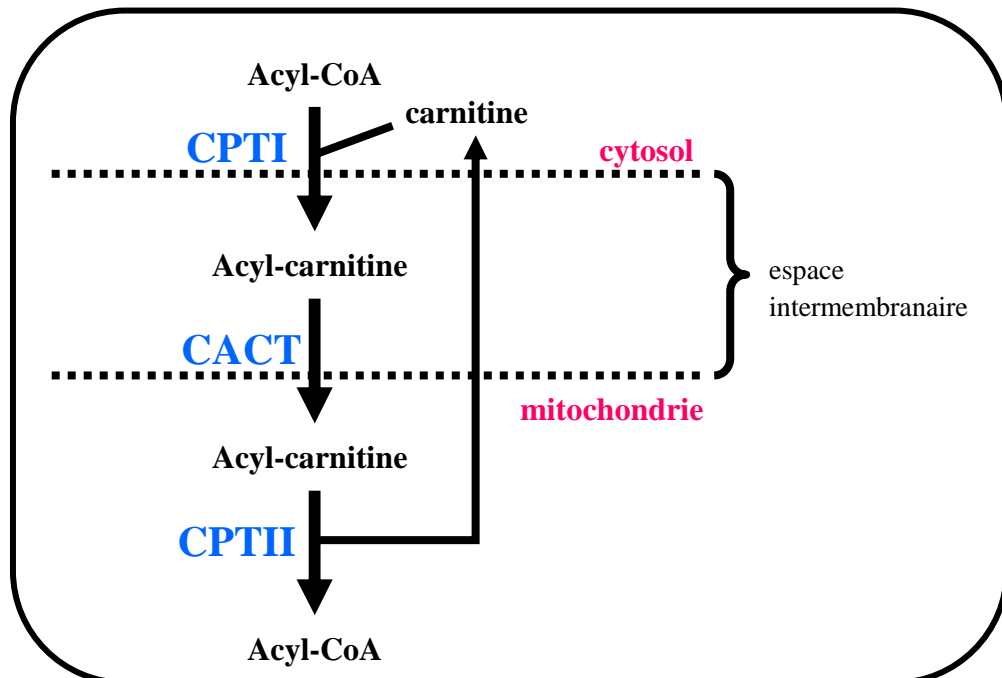 Acyl-CoA
carnitine
CPTI
cytosol
Acyl-carnitine
espace
intermembranaire
CACT
mitochondrie
Acyl-carnitine
CPTII
Acyl-CoA